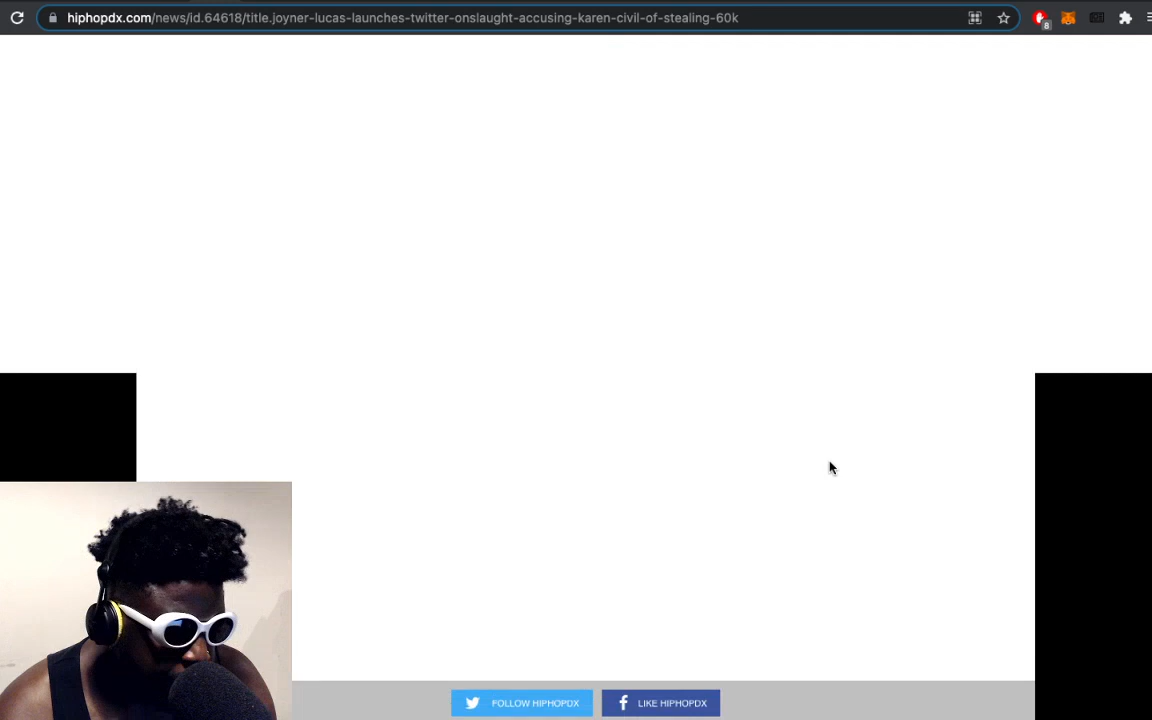 hiphopdx.com/news/id.64618/title.joyner-lucas-launches-twitter-onslaught-accusing-karen-civil-of-stealing-60k
8
FOLLOW HIPHOPDX
LIKE HIPHOPDX